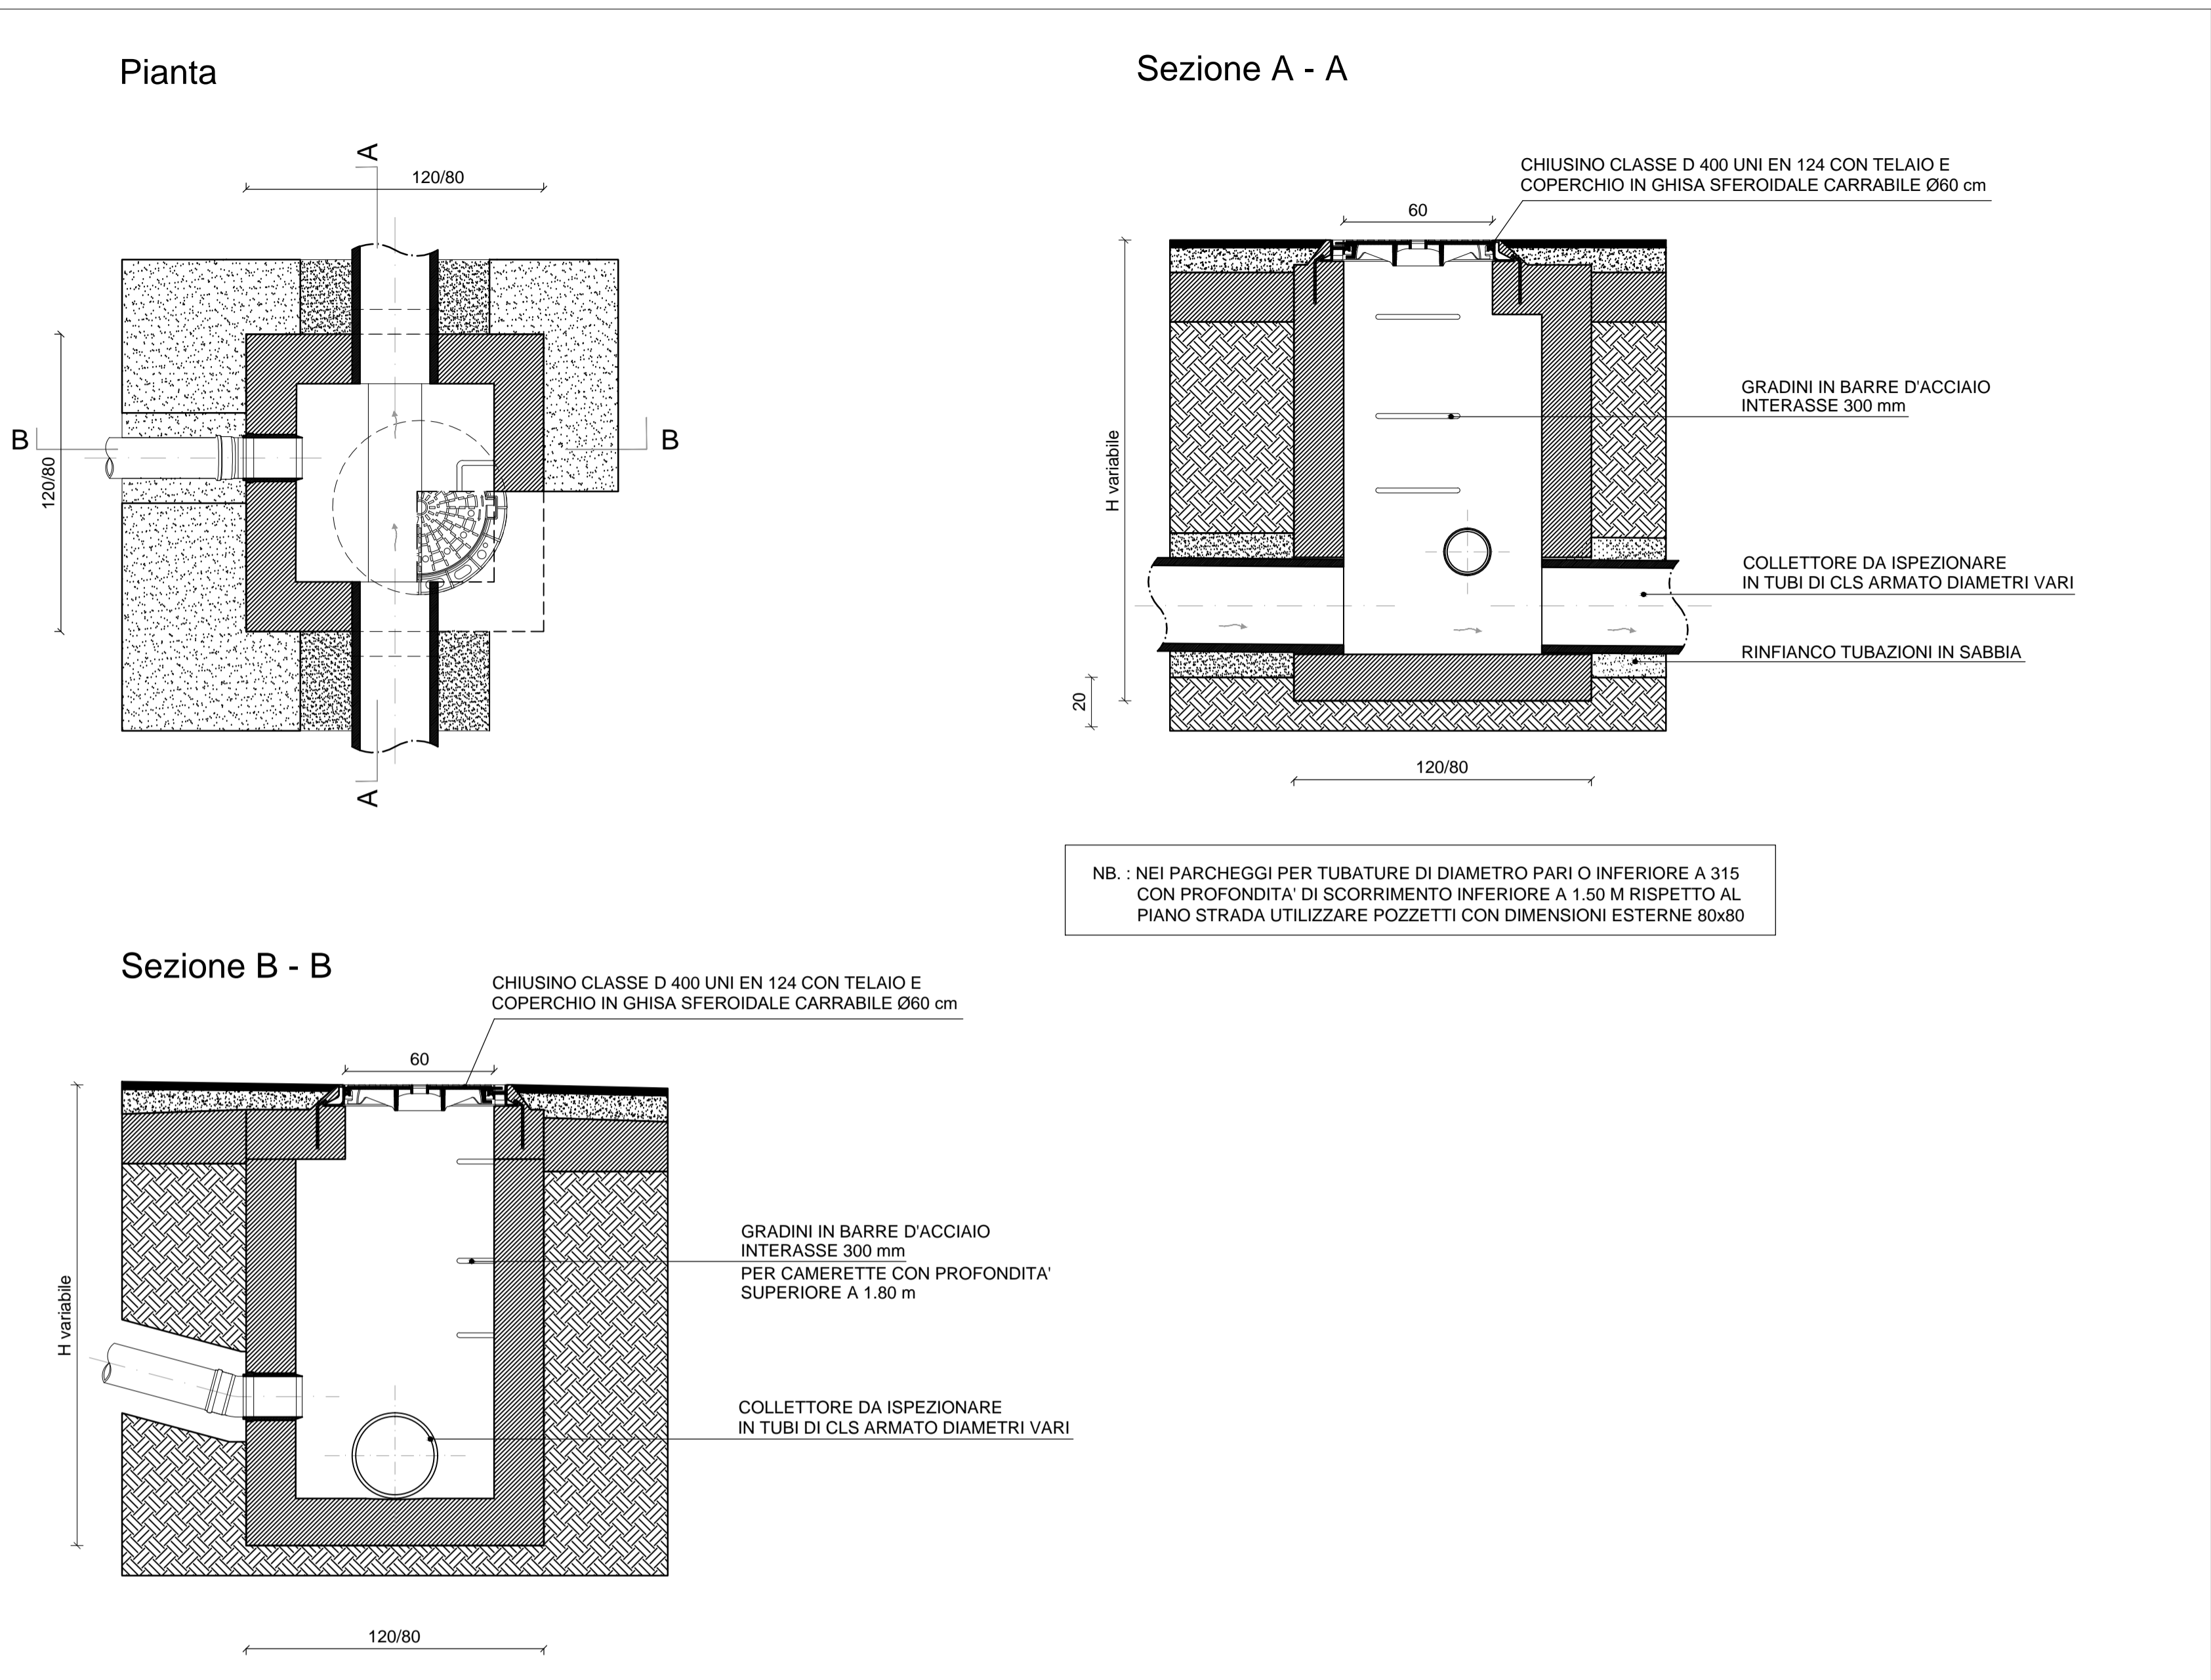 Pianta
A
120/80
B
B
120/80
A
Sezione A - A
CHIUSINO CLASSE D 400 UNI EN 124 CON TELAIO E
COPERCHIO IN GHISA SFEROIDALE CARRABILE Ø60 cm
60
GRADINI IN BARRE D'ACCIAIO
INTERASSE 300 mm
H variabile
COLLETTORE DA ISPEZIONARE
IN TUBI DI CLS ARMATO DIAMETRI VARI
RINFIANCO TUBAZIONI IN SABBIA
20
120/80
NB. : NEI PARCHEGGI PER TUBATURE DI DIAMETRO PARI O INFERIORE A 315
CON PROFONDITA' DI SCORRIMENTO INFERIORE A 1.50 M RISPETTO AL
PIANO STRADA UTILIZZARE POZZETTI CON DIMENSIONI ESTERNE 80x80
Sezione B - B
CHIUSINO CLASSE D 400 UNI EN 124 CON TELAIO E
COPERCHIO IN GHISA SFEROIDALE CARRABILE Ø60 cm
60
GRADINI IN BARRE D'ACCIAIO
INTERASSE 300 mm
PER CAMERETTE CON PROFONDITA'
SUPERIORE A 1.80 m
H variabile
COLLETTORE DA ISPEZIONARE
IN TUBI DI CLS ARMATO DIAMETRI VARI
120/80